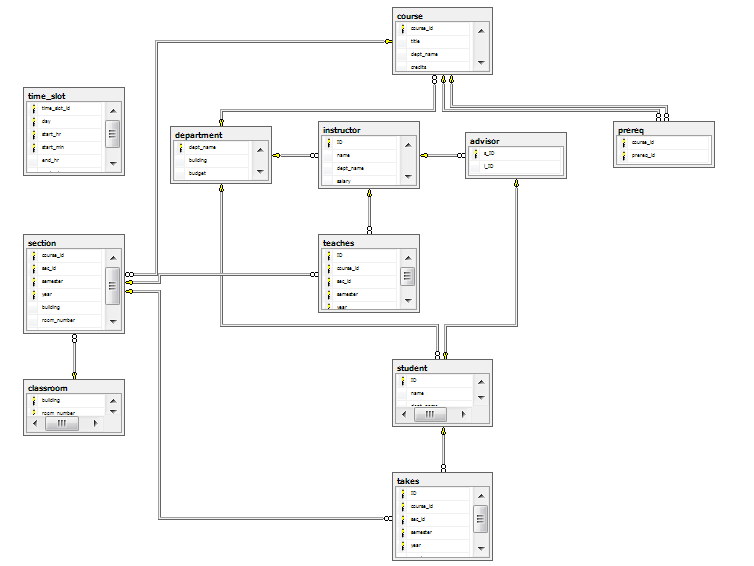 course
course_id
title
dept_name
credits
time_slot
time_slot_id
day
start_hr
start_min
end_hr
department
dept_name
building
budget
instructor
ID
name
dept_name
salary
advisor
s_ID
i_ID
prereq
course_id
prereq_id
section
course_id
sec_id
semester
year
building
room_number
teaches
ID
course_id
sec_id
semester
year
classroom
building
room_number
student
ID
name
takes
ID
course_id
sec_id
semester
year